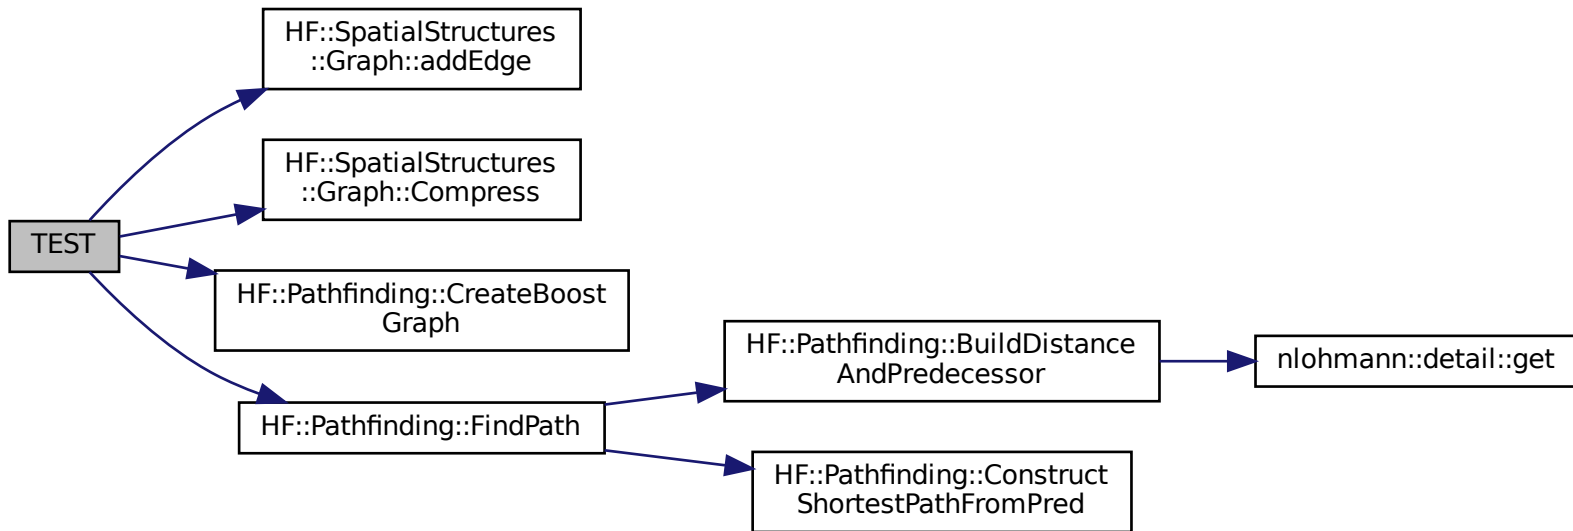 HF::SpatialStructures
::Graph::addEdge
HF::SpatialStructures
::Graph::Compress
TEST
HF::Pathfinding::CreateBoost
Graph
HF::Pathfinding::FindPath
HF::Pathfinding::BuildDistance
AndPredecessor
nlohmann::detail::get
HF::Pathfinding::Construct
ShortestPathFromPred